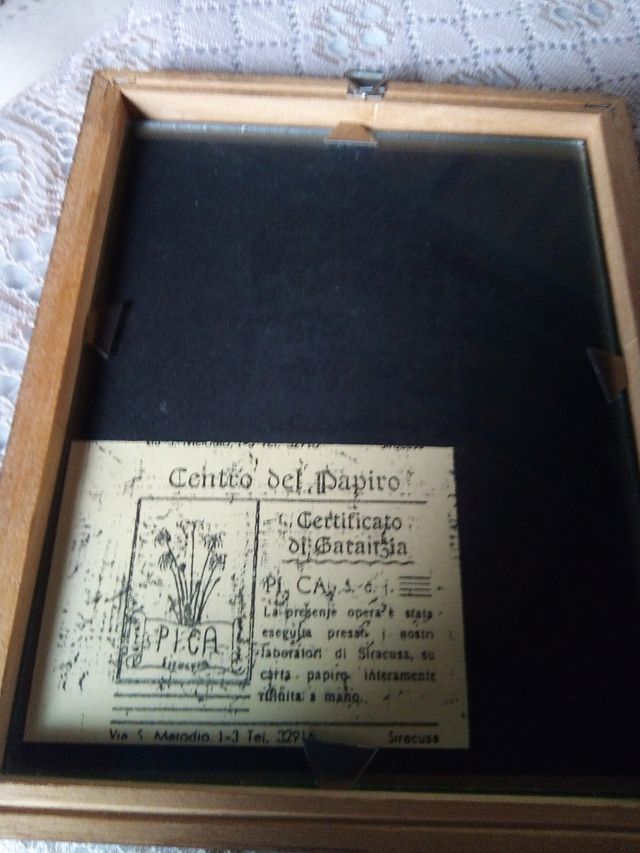 Centro del Papiro
Certificato
di Garanzia
PI. CA. s. r. l.
La presente opera è stata
eseguita presso i nostri
laboratori di Siracusa, su
carta papiro interamente
rifinita a mano.
PICA
Siracusa
Via S. Metodio, 1-3 Tel. 32916 Siracusa